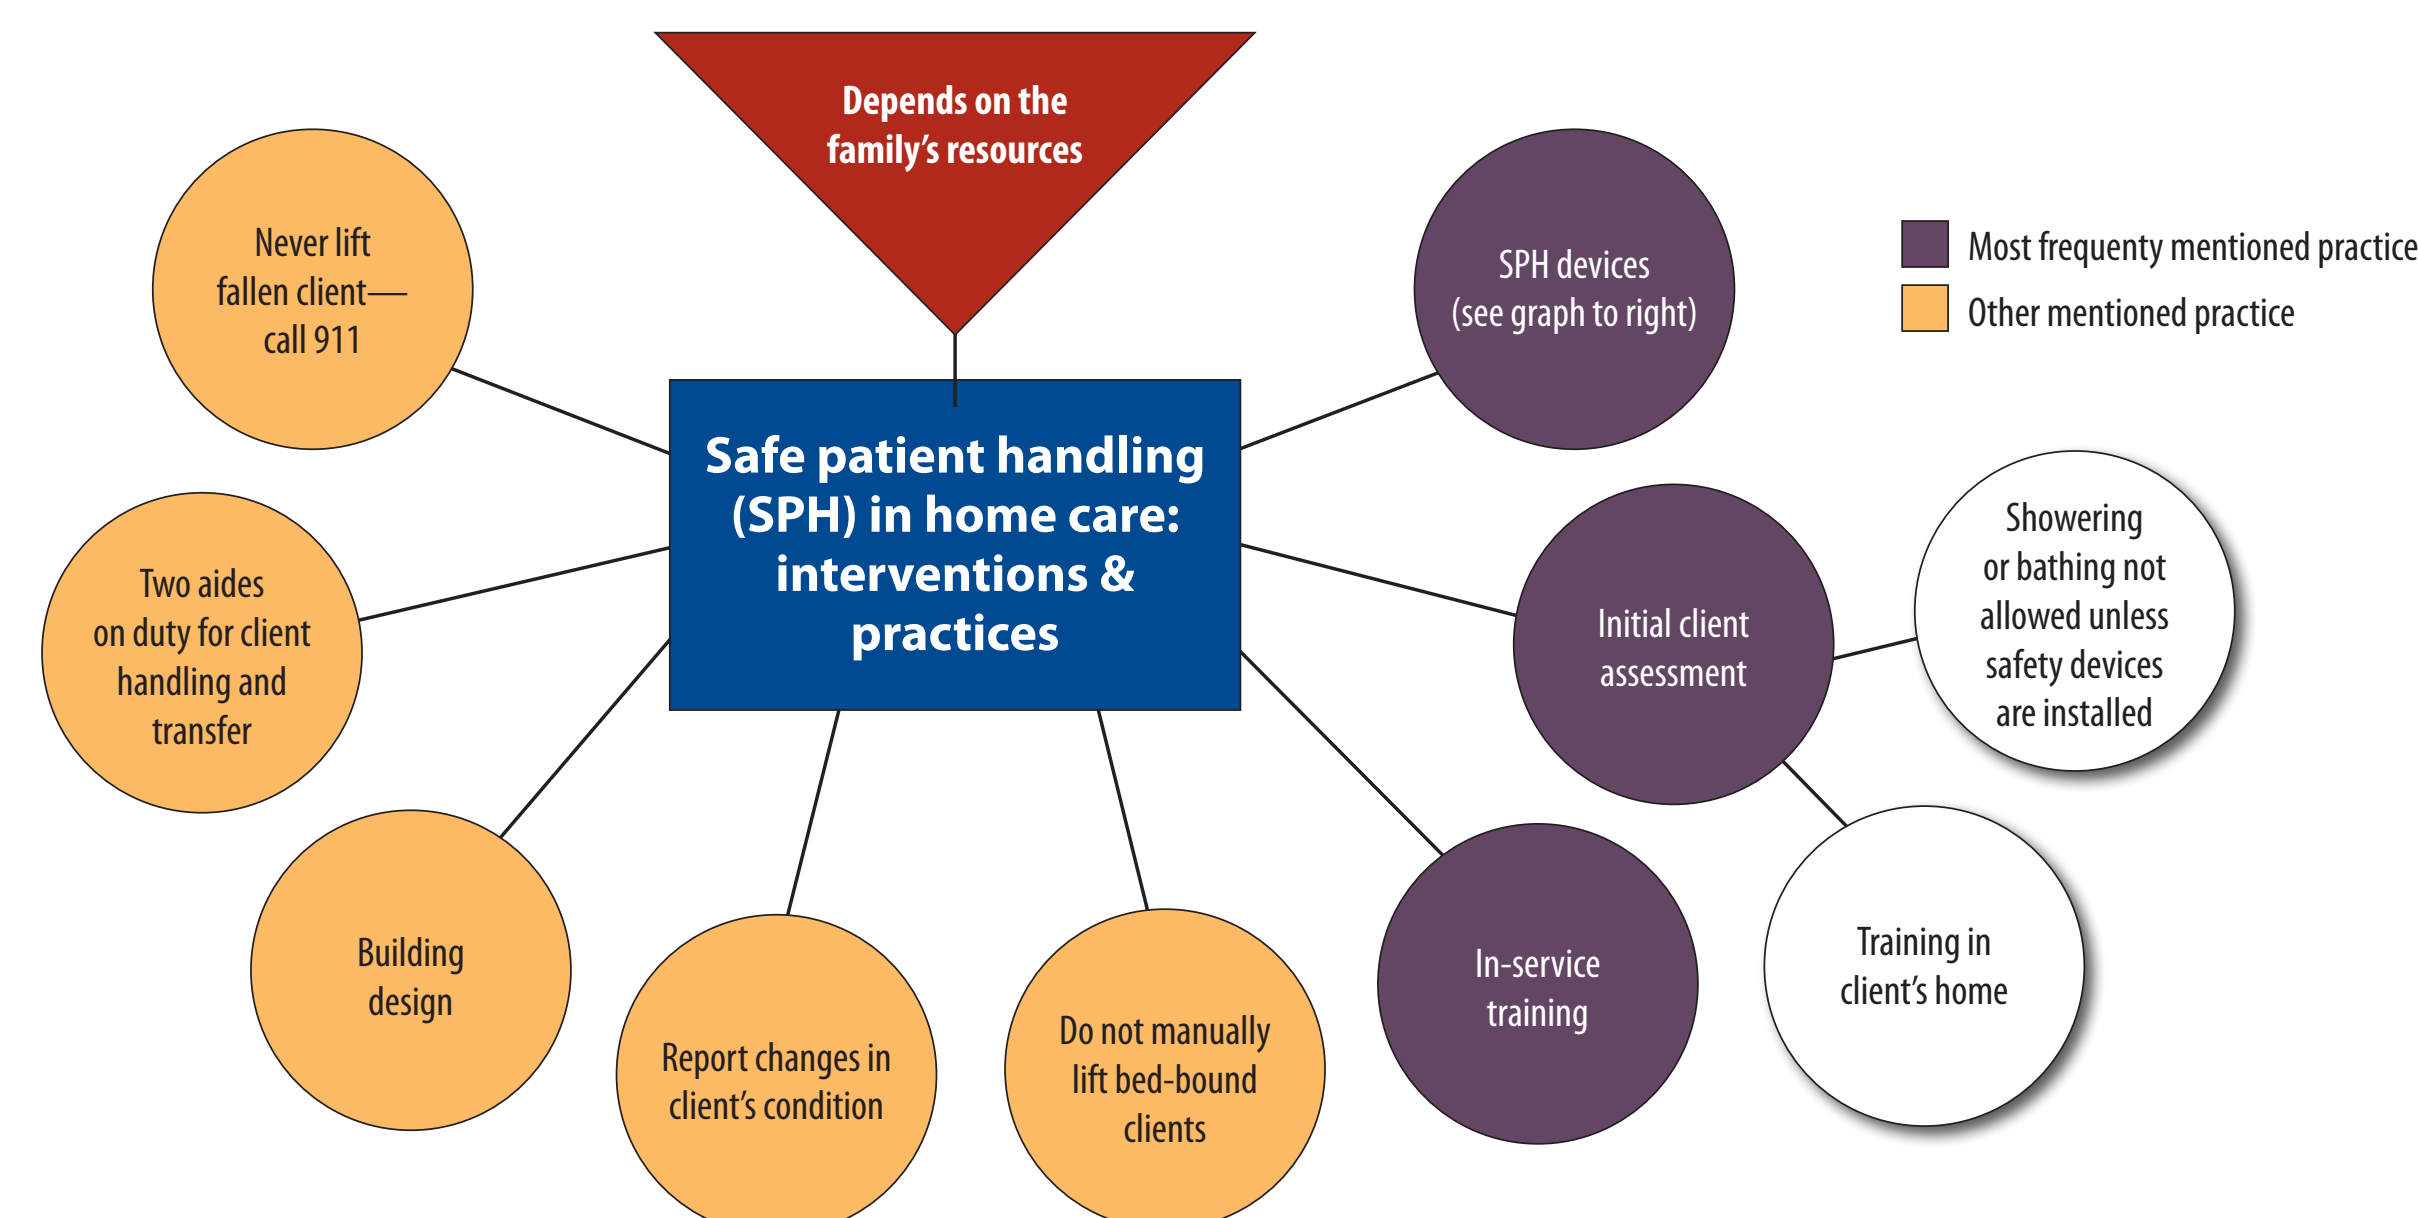 Depends on the
family's resources
Never lift
fallen client—
call 911
SPH devices
(see graph to right)
Most frequenty mentioned practice
Other mentioned practice
Safe patient handling
(SPH) in home care:
interventions &
practices
Two aides
on duty for client
handling and
transfer
Initial client
assessment
Showering
or bathing not
allowed unless
safety devices
are installed
Building
design
Report changes in
client's condition
Do not manually
lift bed-bound
clients
In-service
training
Training in
client's home